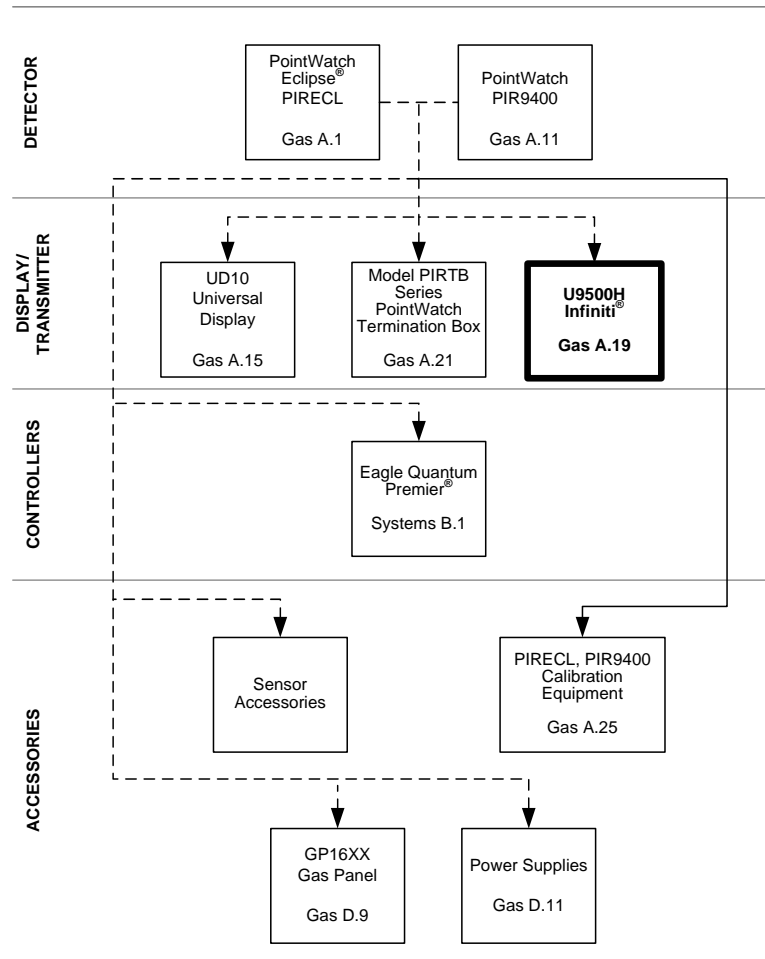 DETECTOR
PointWatch
Eclipse®
PIRECL
Gas A.1
PointWatch
PIR9400
Gas A.11
DISPLAY/
TRANSMITTER
UD10
Universal
Display
Gas A.15
Model PIRTB
Series
PointWatch
Termination Box
Gas A.21
U9500H
Infiniti®
Gas A.19
CONTROLLERS
Eagle Quantum
Premier®
Systems B.1
ACCESSORIES
Sensor
Accessories
PIRECL, PIR9400
Calibration
Equipment
Gas A.25
GP16XX
Gas Panel
Gas D.9
Power Supplies
Gas D.11